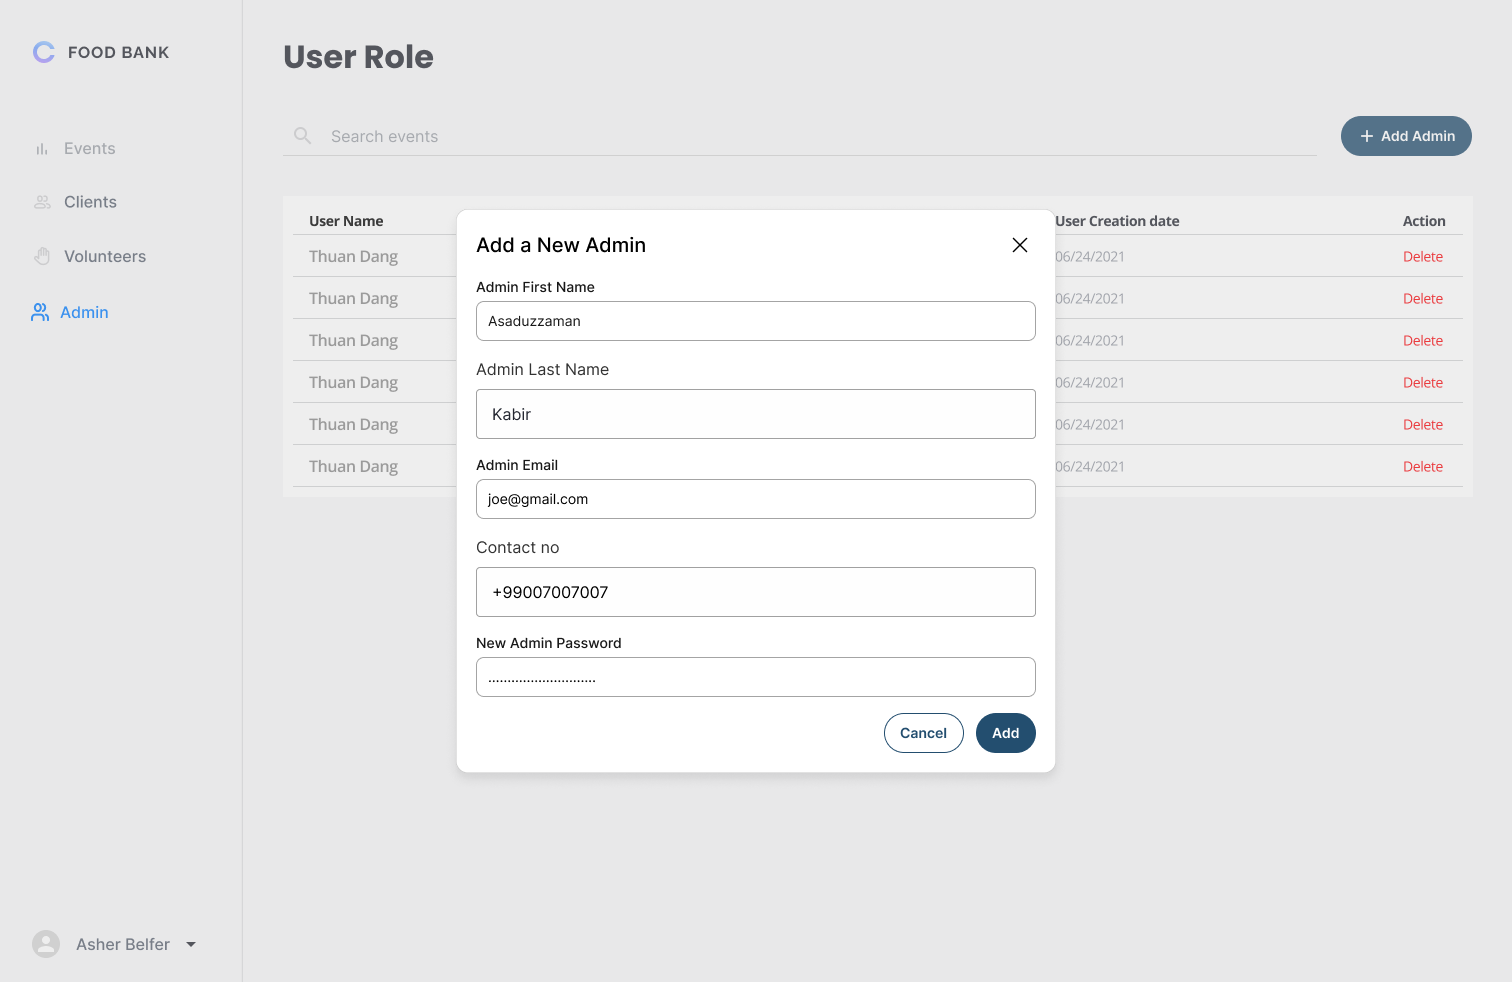 FOOD BANK
Events
Clients
Volunteers
Admin
Asher Belfer
User Role
Search events
+ Add Admin
User Name User Creation date Action
Thuan Dang 06/24/2021 Delete
Thuan Dang 06/24/2021 Delete
Thuan Dang 06/24/2021 Delete
Thuan Dang 06/24/2021 Delete
Thuan Dang 06/24/2021 Delete
Thuan Dang 06/24/2021 Delete
Add a New Admin
Admin First Name
Asaduzzaman
Admin Last Name
Kabir
Admin Email
joe@gmail.com
Contact no
+99007007007
New Admin Password
............................
Cancel Add